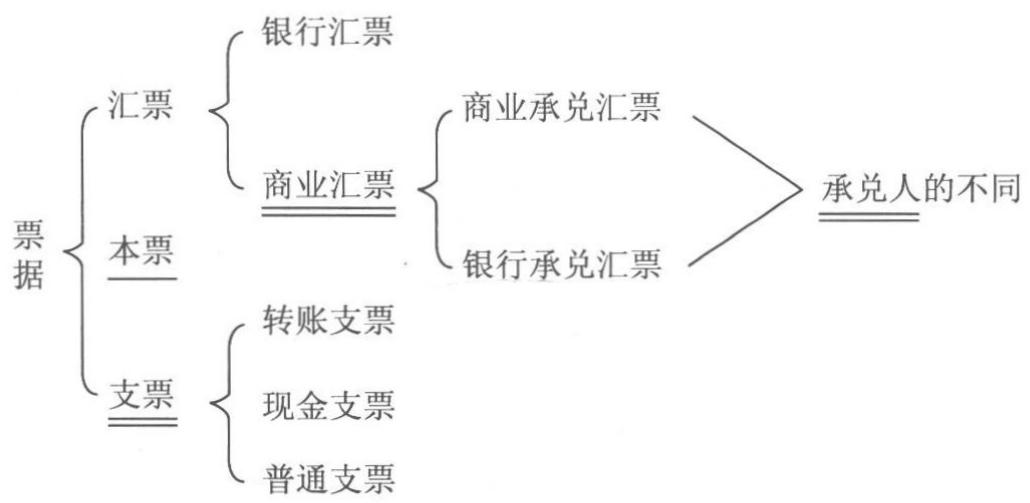 票据
汇票
银行汇票
商业汇票
商业承兑汇票
银行承兑汇票
承兑人的不同
本票
支票
转账支票
现金支票
普通支票